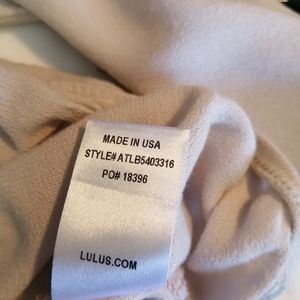 MADE IN USA
STYLE# ATLB5403316
PO# 18396
LULUS.COM